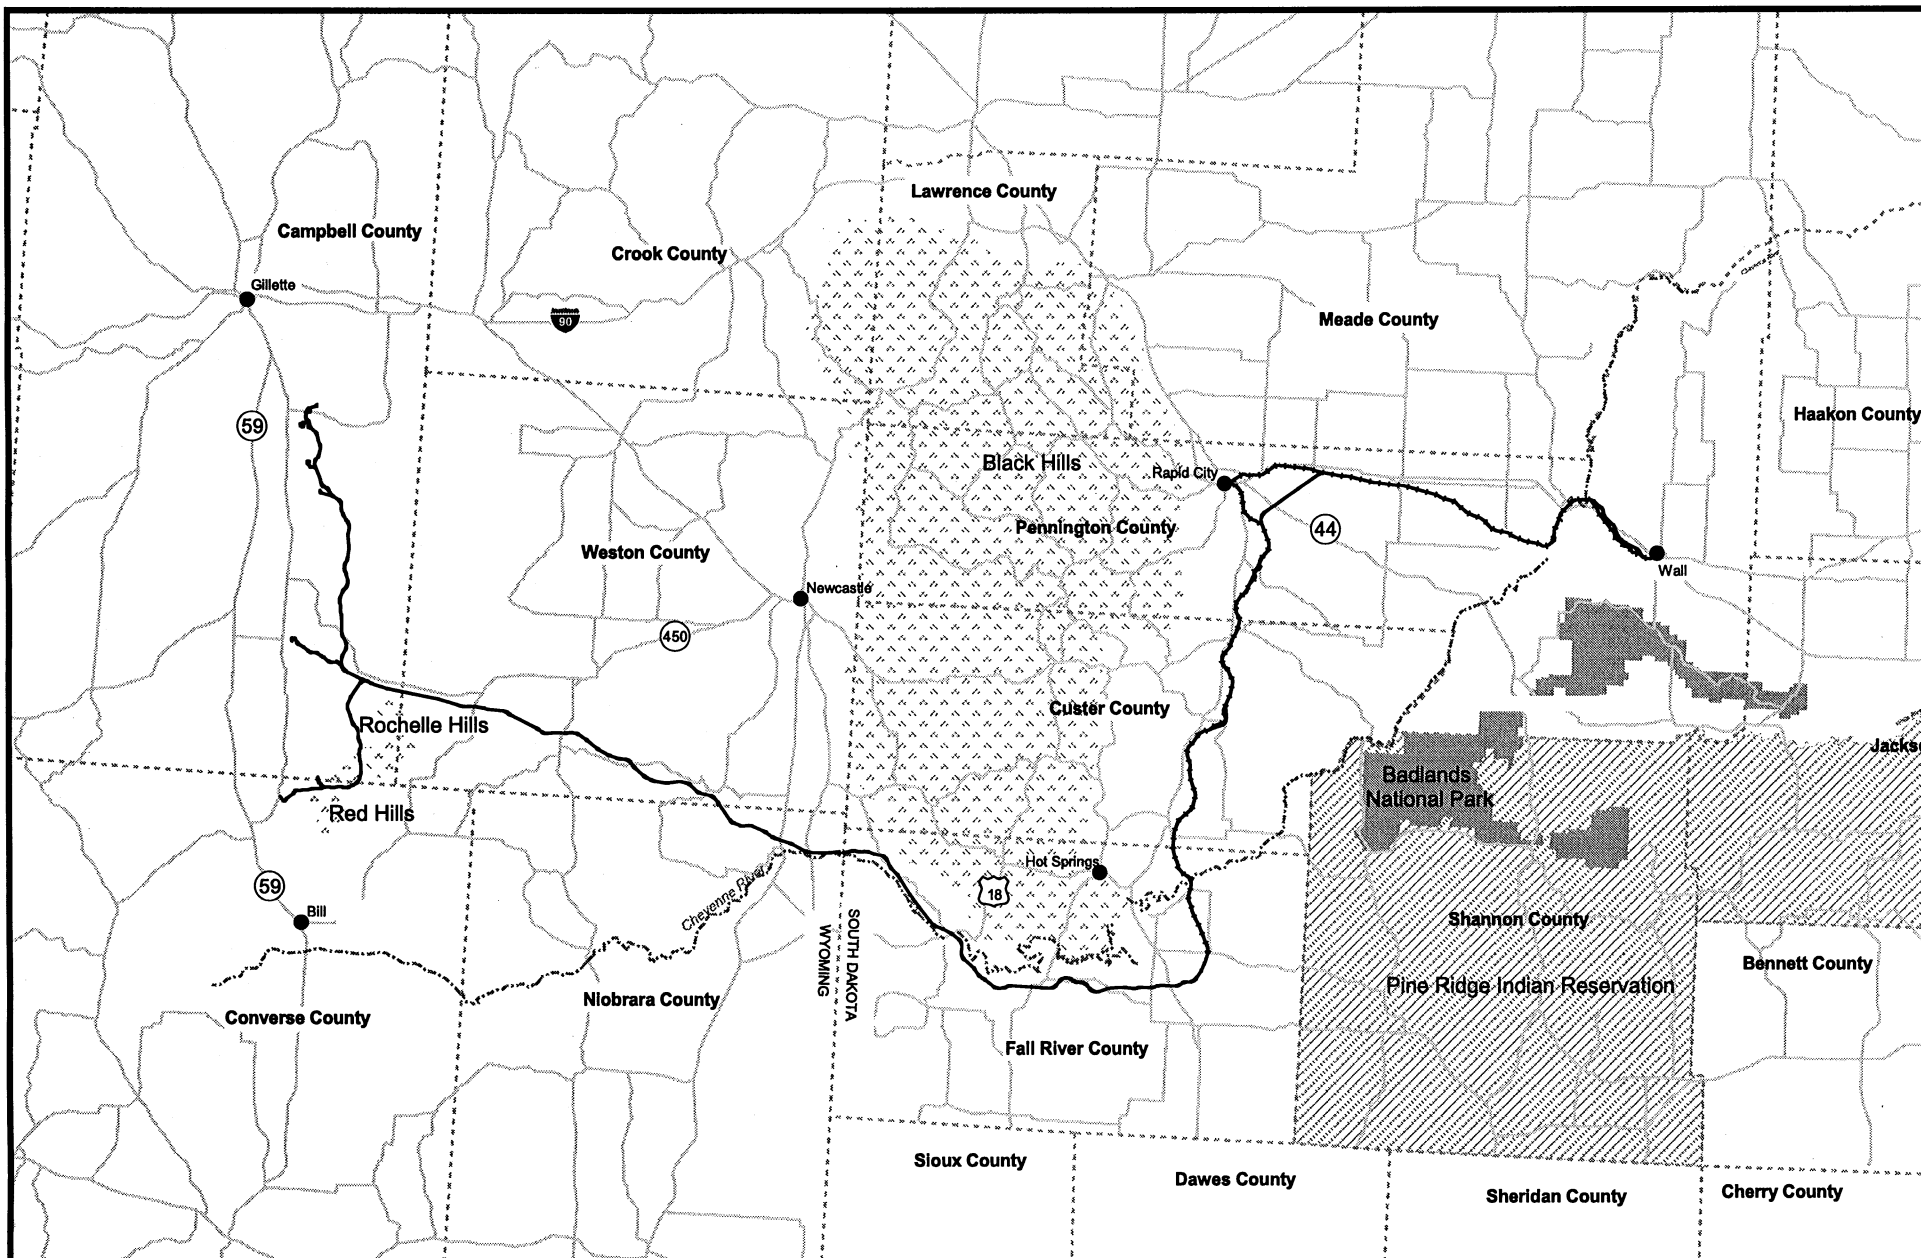 Lawrence County
Campbell County
Crook County
Cheyenne River
Gillette
90
Meade County
Haakon County
59
Black Hills
Rapid City
Pennington County
44
Weston County
Wall
Newcastle
450
Custer County
Rochelle Hills
Badlands
National Park
Red Hills
Hot Springs
59
18
Cheyenne River
Bill
SOUTH DAKOTA
WYOMING
Shannon County
Bennett County
Pine Ridge Indian Reservation
Niobrara County
Converse County
Fall River County
Sioux County
Dawes County
Sheridan County
Cherry County